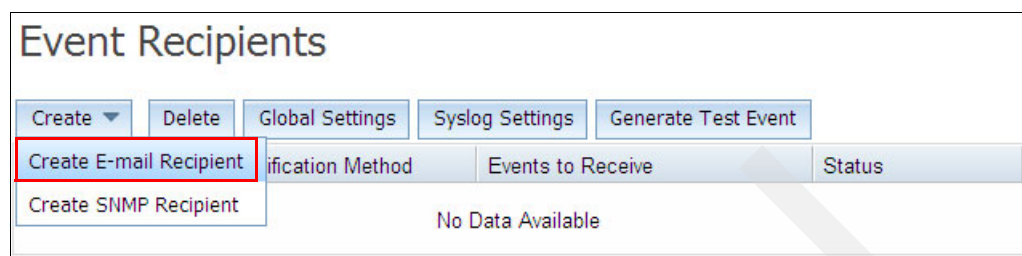 Event Recipients
Create Delete Global Settings Syslog Settings Generate Test Event
Create E-mail Recipient ification Method Events to Receive Status
Create SNMP Recipient
No Data Available